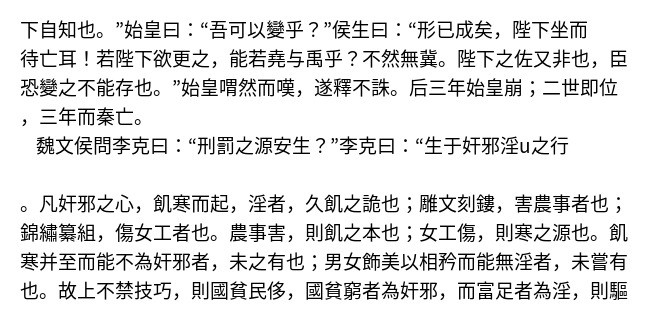 下自知也。”始皇曰：“吾可以變乎？”侯生曰：“形已成矣，陛下坐而
待亡耳！若陛下欲更之，能若堯与禹乎？不然無冀。陛下之佐又非也，臣
恐變之不能存也。”始皇喟然而嘆，遂釋不誅。后三年始皇崩；二世即位
，三年而秦亡。
魏文侯問李克曰：“刑罰之源安生？”李克曰：“生于奸邪淫u之行
。凡奸邪之心，飢寒而起，淫者，久飢之詭也；雕文刻鏤，害農事者也；
錦繡纂組，傷女工者也。農事害，則飢之本也；女工傷，則寒之源也。飢
寒并至而能不為奸邪者，未之有也；男女飾美以相矜而能無淫者，未嘗有
也。故上不禁技巧，則國貧民侈，國貧窮者為奸邪，而富足者為淫，則驅